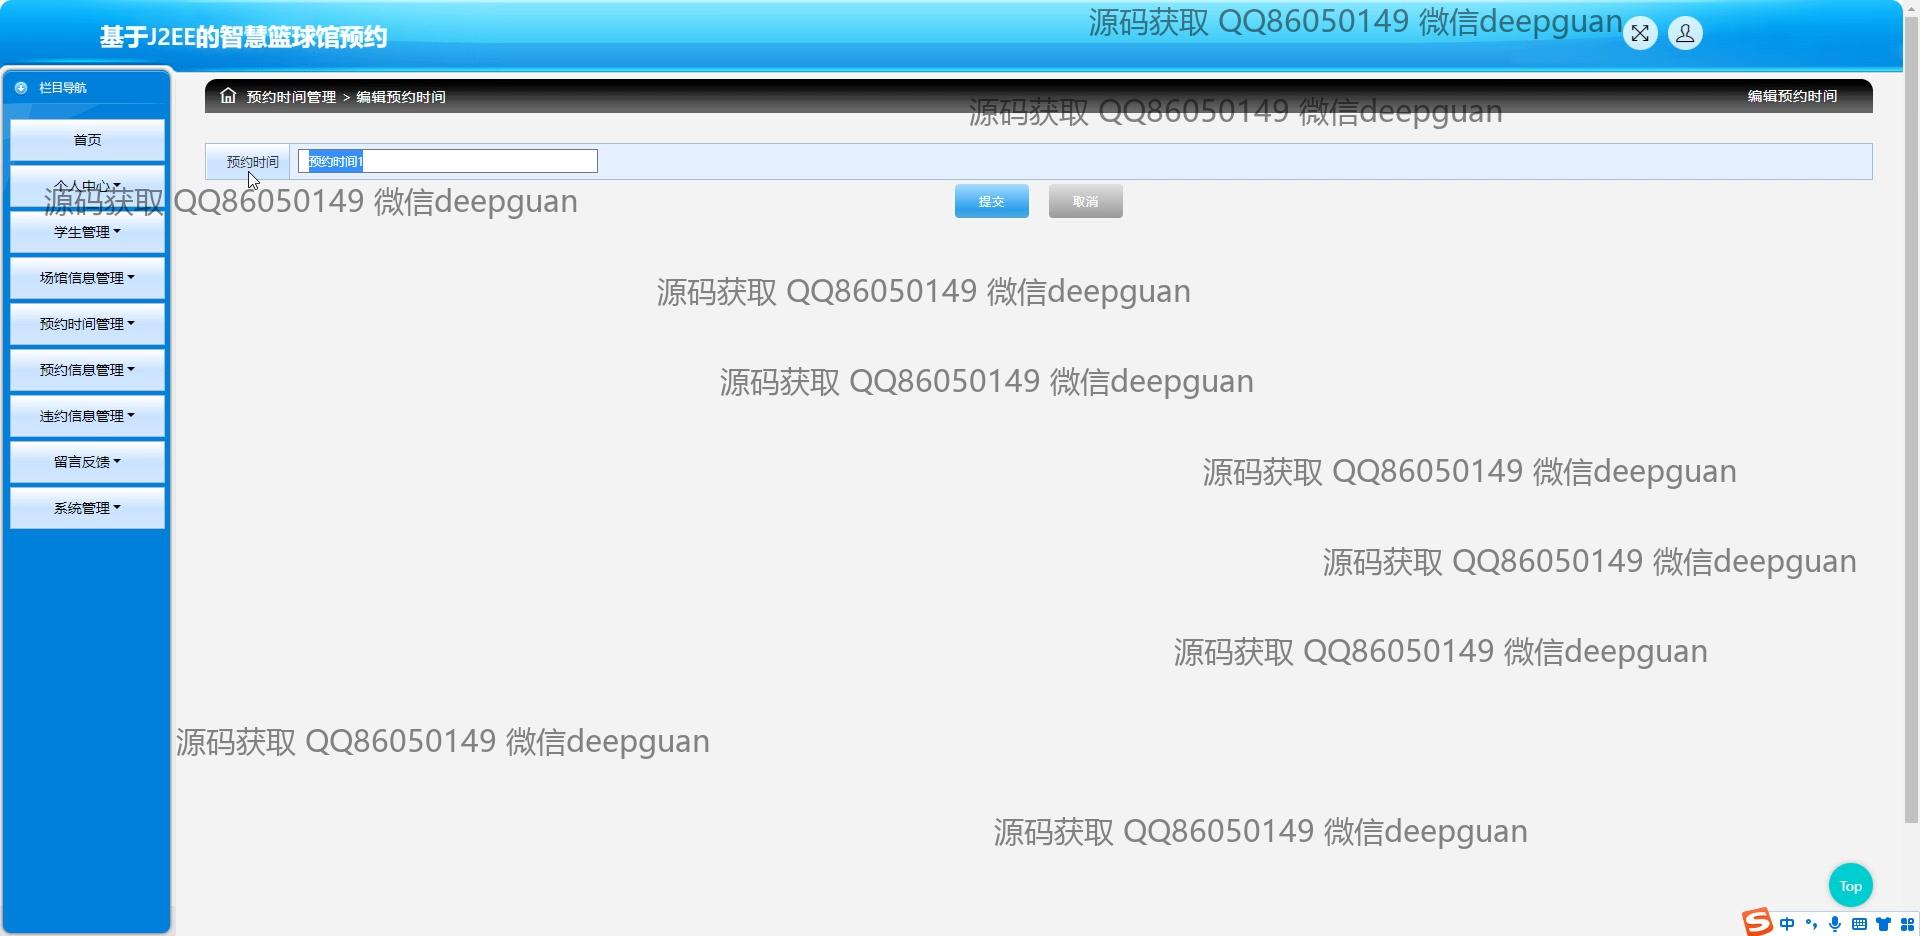 源码获取 QQ86050149 微信deepguan
基于J2EE的智慧篮球馆预约
栏目导航
预约时间管理 > 编辑预约时间
编辑预约时间
源码获取 QQ86050149 微信deepguan
首页
预约时间
预约时间1
个人中心
源码获取 QQ86050149 微信deepguan
提交
取消
学生管理
场馆信息管理
源码获取 QQ86050149 微信deepguan
预约时间管理
预约信息管理
源码获取 QQ86050149 微信deepguan
违约信息管理
留言反馈
源码获取 QQ86050149 微信deepguan
系统管理
源码获取 QQ86050149 微信deepguan
源码获取 QQ86050149 微信deepguan
源码获取 QQ86050149 微信deepguan
源码获取 QQ86050149 微信deepguan
Top
中